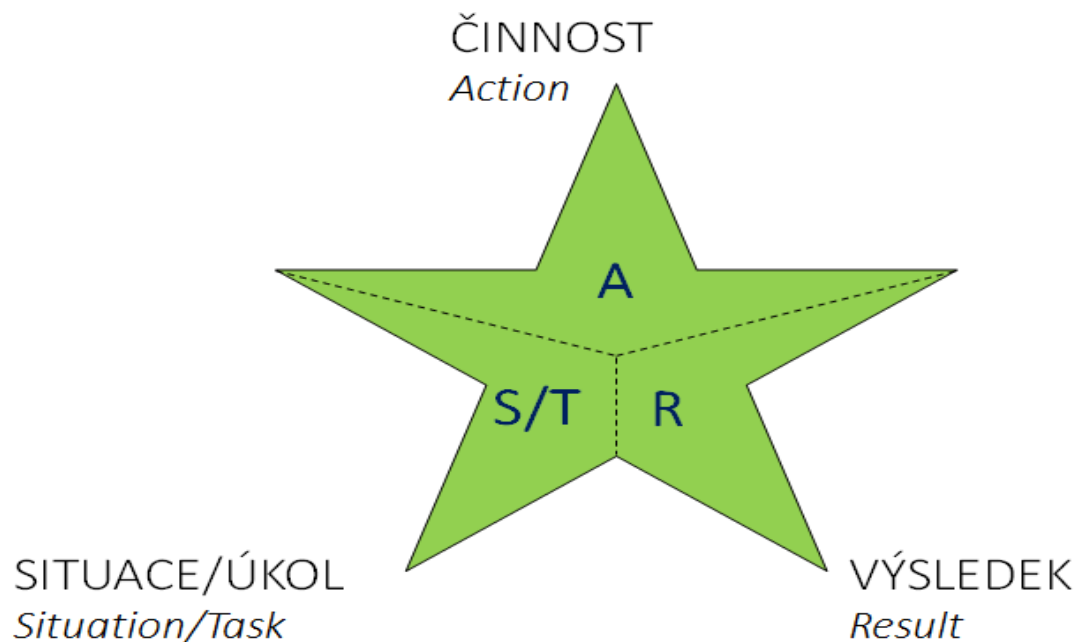 ČINNOST
Action
A
S/T
R
SITUACE/ÚKOL
Situation/Task
VÝSLEDEK
Result